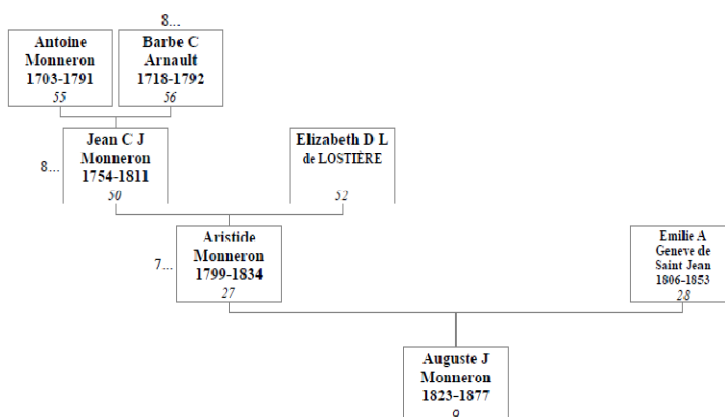 8...
Antoine
Monneron
1703-1791
55
Barbe C
Arnault
1718-1792
56
8...
Jean C J
Monneron
1754-1811
50
Elizabeth D L
de LOSTIÈRE
52
7...
Aristide
Monneron
1799-1834
27
Emilie A
Geneve de
Saint Jean
1806-1853
28
Auguste J
Monneron
1823-1877
9